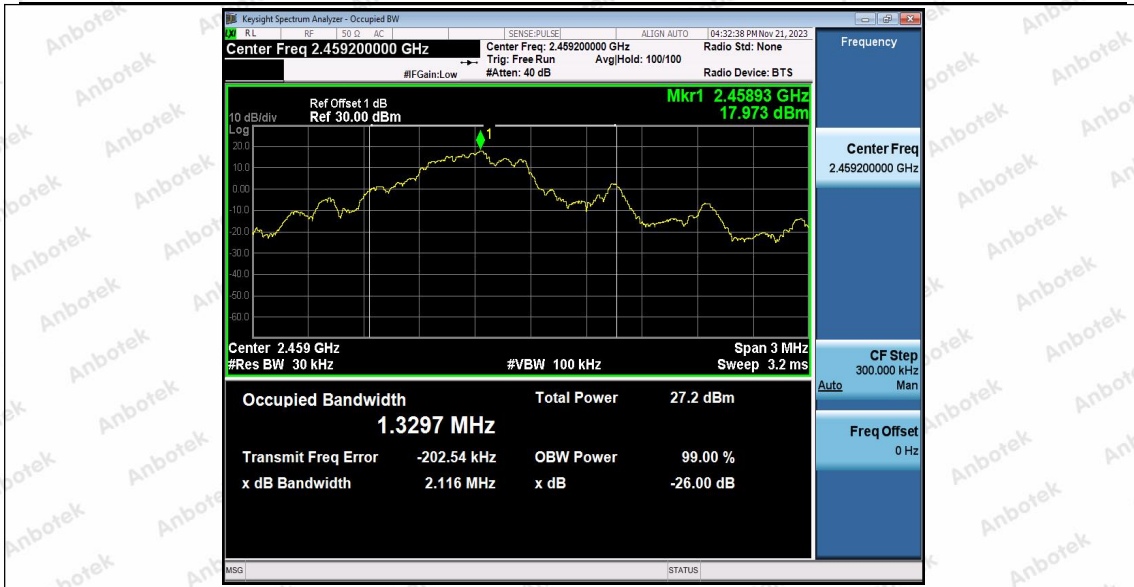 Keysight Spectrum Analyzer - Occupied BW
LXI RL RF 50 Ω AC SENSE:PULSE ALIGN AUTO 04:32:38 PM Nov 21, 2023
Center Freq 2.459200000 GHz
Center Freq: 2.459200000 GHz Radio Std: None
Trig: Free Run Avg|Hold: 100/100
#IFGain:Low #Atten: 40 dB Radio Device: BTS
Mkr1 2.45893 GHz
17.973 dBm
Ref Offset 1 dB
10 dB/div Ref 30.00 dBm
Log
1
20.0
10.0
0.00
-10.0
-20.0
-30.0
-40.0
-50.0
-60.0
Center 2.459 GHz Span 3 MHz
#Res BW 30 kHz #VBW 100 kHz Sweep 3.2 ms
Occupied Bandwidth Total Power 27.2 dBm
1.3297 MHz
Transmit Freq Error -202.54 kHz OBW Power 99.00 %
x dB Bandwidth 2.116 MHz x dB -26.00 dB
MSG STATUS
Frequency
Center Freq
2.459200000 GHz
CF Step
300.000 kHz
Auto Man
Freq Offset
0 Hz
Anbotek